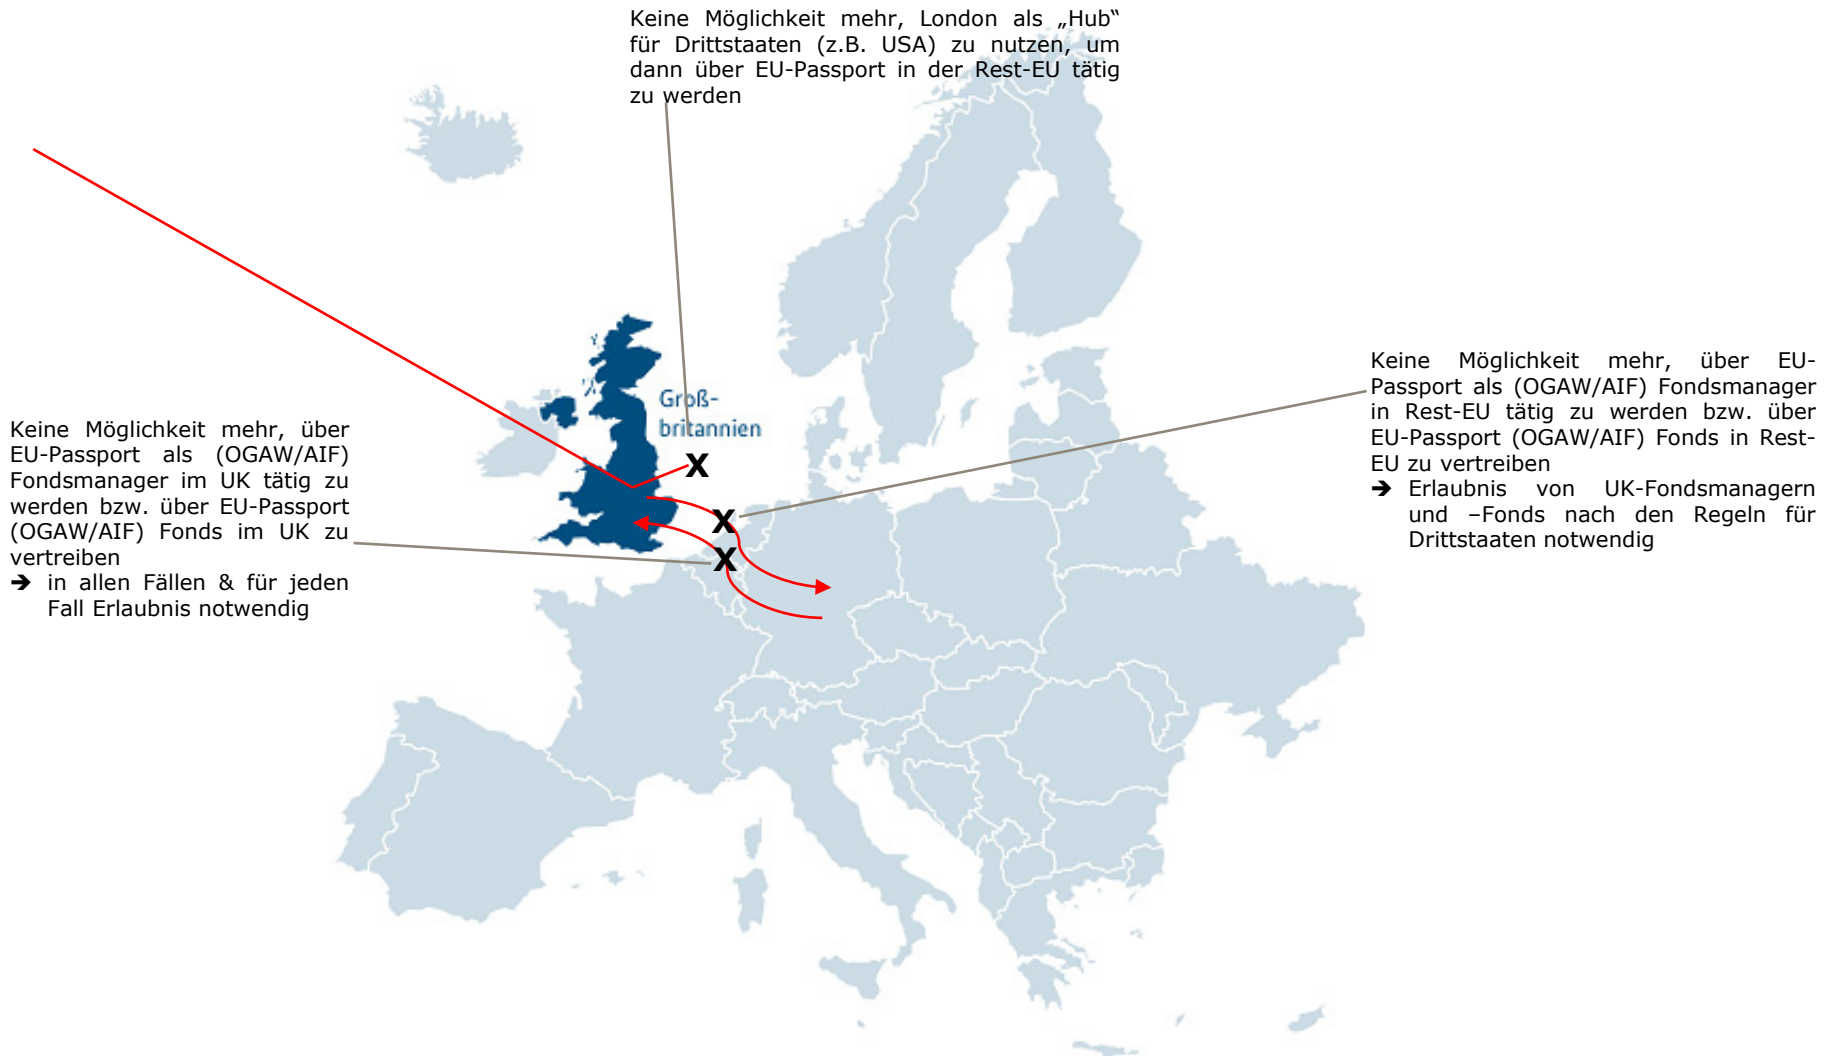 Keine Möglichkeit mehr, London als „Hub“
für Drittstaaten (z.B. USA) zu nutzen, um
dann über EU-Passport in der Rest-EU tätig
zu werden
Groß-
britannien
X
X
X
Keine Möglichkeit mehr, über
EU-Passport als (OGAW/AIF)
Fondsmanager im UK tätig zu
werden bzw. über EU-Passport
(OGAW/AIF) Fonds im UK zu
vertreiben
➔ in allen Fällen & für jeden
Fall Erlaubnis notwendig
Keine Möglichkeit mehr, über EU-
Passport als (OGAW/AIF) Fondsmanager
in Rest-EU tätig zu werden bzw. über
EU-Passport (OGAW/AIF) Fonds in Rest-
EU zu vertreiben
➔ Erlaubnis von UK-Fondsmanagern
und –Fonds nach den Regeln für
Drittstaaten notwendig